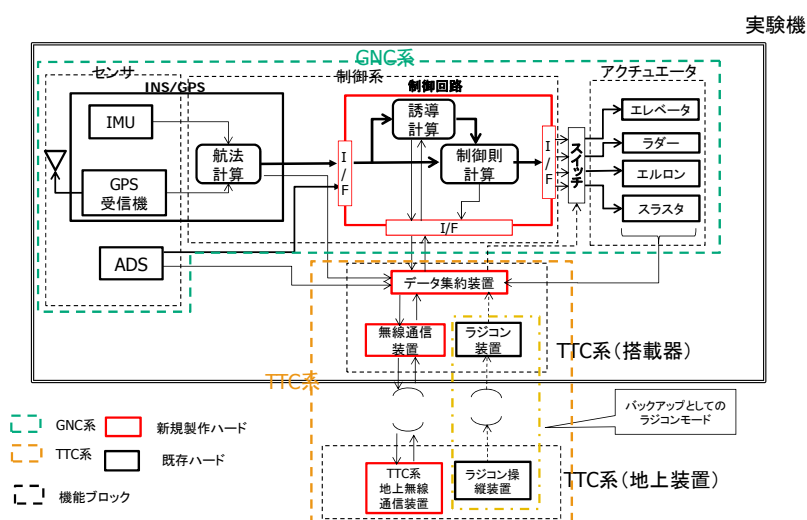 実験機
GNC系
センサ
制御系
アクチュエータ
INS/GPS
制御回路
IMU
GPS
受信機
航法
計算
I
/
F
誘導
計算
制御則
計算
I
/
F
スイッチ
エレベータ
ラダー
エルロン
スラスタ
I/F
ADS
データ集約装置
無線通信
装置
ラジコン
装置
TTC系(搭載器)
TTC系
バックアップとしての
ラジコンモード
GNC系
新規製作ハード
TTC系
既存ハード
機能ブロック
TTC系
地上無線
通信装置
ラジコン操
縦装置
TTC系(地上装置)